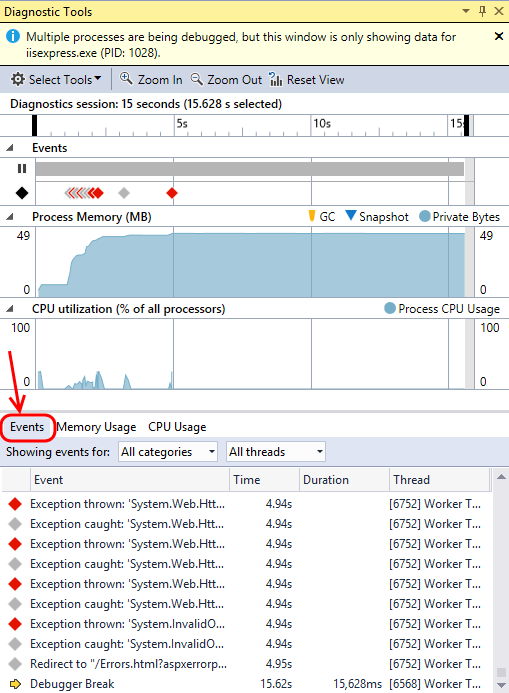 Diagnostic Tools
Multiple processes are being debugged, but this window is only showing data for
iisexpress.exe (PID: 1028).
Select Tools Zoom In Zoom Out Reset View
Diagnostics session: 15 seconds (15.628 s selected)
5s 10s 15s
Events
Process Memory (MB) GC Snapshot Private Bytes
49 49
0 0
CPU utilization (% of all processors) Process CPU Usage
100 100
0 0
Events Memory Usage CPU Usage
Showing events for: All categories All threads
Event Time Duration Thread
Exception thrown: 'System.Web.Htt... 4.94s [6752] Worker T...
Exception caught: 'System.Web.Htt... 4.94s [6752] Worker T...
Exception thrown: 'System.Web.Htt... 4.94s [6752] Worker T...
Exception caught: 'System.Web.Htt... 4.94s [6752] Worker T...
Exception thrown: 'System.Web.Htt... 4.94s [6752] Worker T...
Exception caught: 'System.Web.Htt... 4.94s [6752] Worker T...
Exception thrown: 'System.InvalidO... 4.94s [6752] Worker T...
Exception caught: 'System.InvalidO... 4.94s [6752] Worker T...
Redirect to "/Errors.html?aspxerrorp... 4.95s [6752] Worker T...
Debugger Break 15.62s 15,628ms [6568] Worker T...